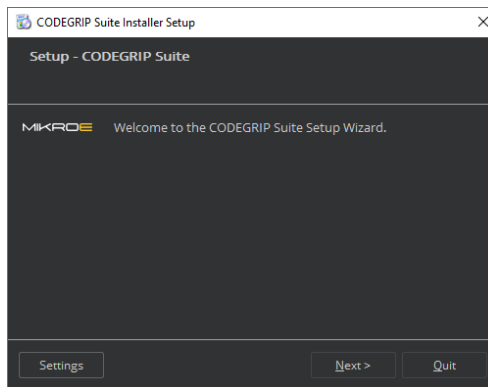 CODEGRIP Suite Installer Setup
Setup - CODEGRIP Suite
MIKROE Welcome to the CODEGRIP Suite Setup Wizard.
Settings Next > Quit